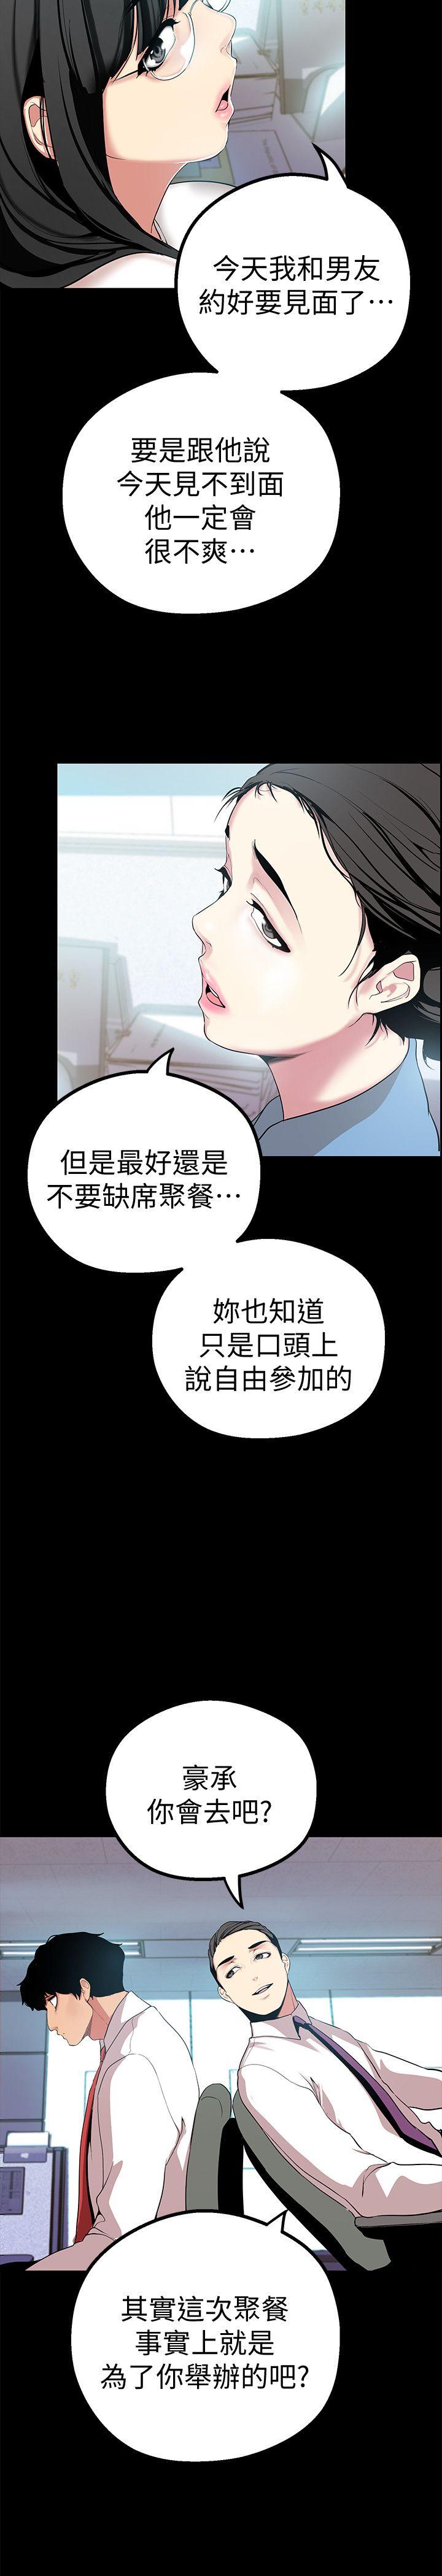 今天我和男友
約好要見面了…
要是跟他說
今天見不到面
他一定會
很不爽…
但是最好還是
不要缺席聚餐…
妳也知道
只是口頭上
說自由參加的
豪承
你會去吧?
其實這次聚餐
事實上就是
為了你舉辦的吧?